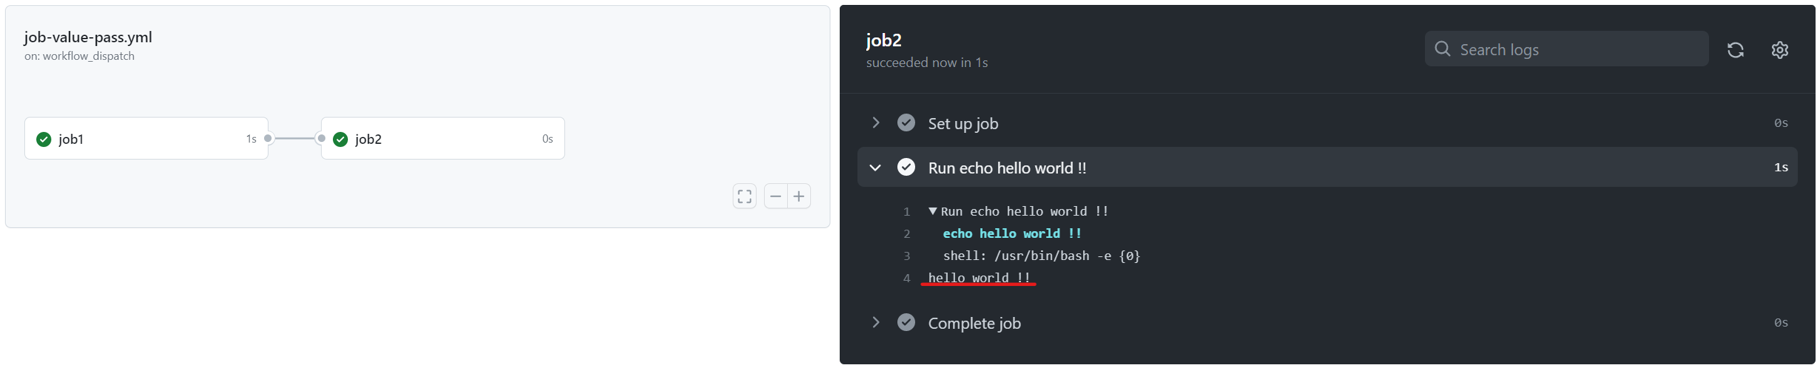 job-value-pass.yml
on: workflow_dispatch
job1 1s
job2 0s
job2
succeeded now in 1s
Search logs
Set up job 0s
Run echo hello world !! 1s
1 ▼ Run echo hello world !!
2 echo hello world !!
3 shell: /usr/bin/bash -e {0}
4 hello world !!
Complete job 0s